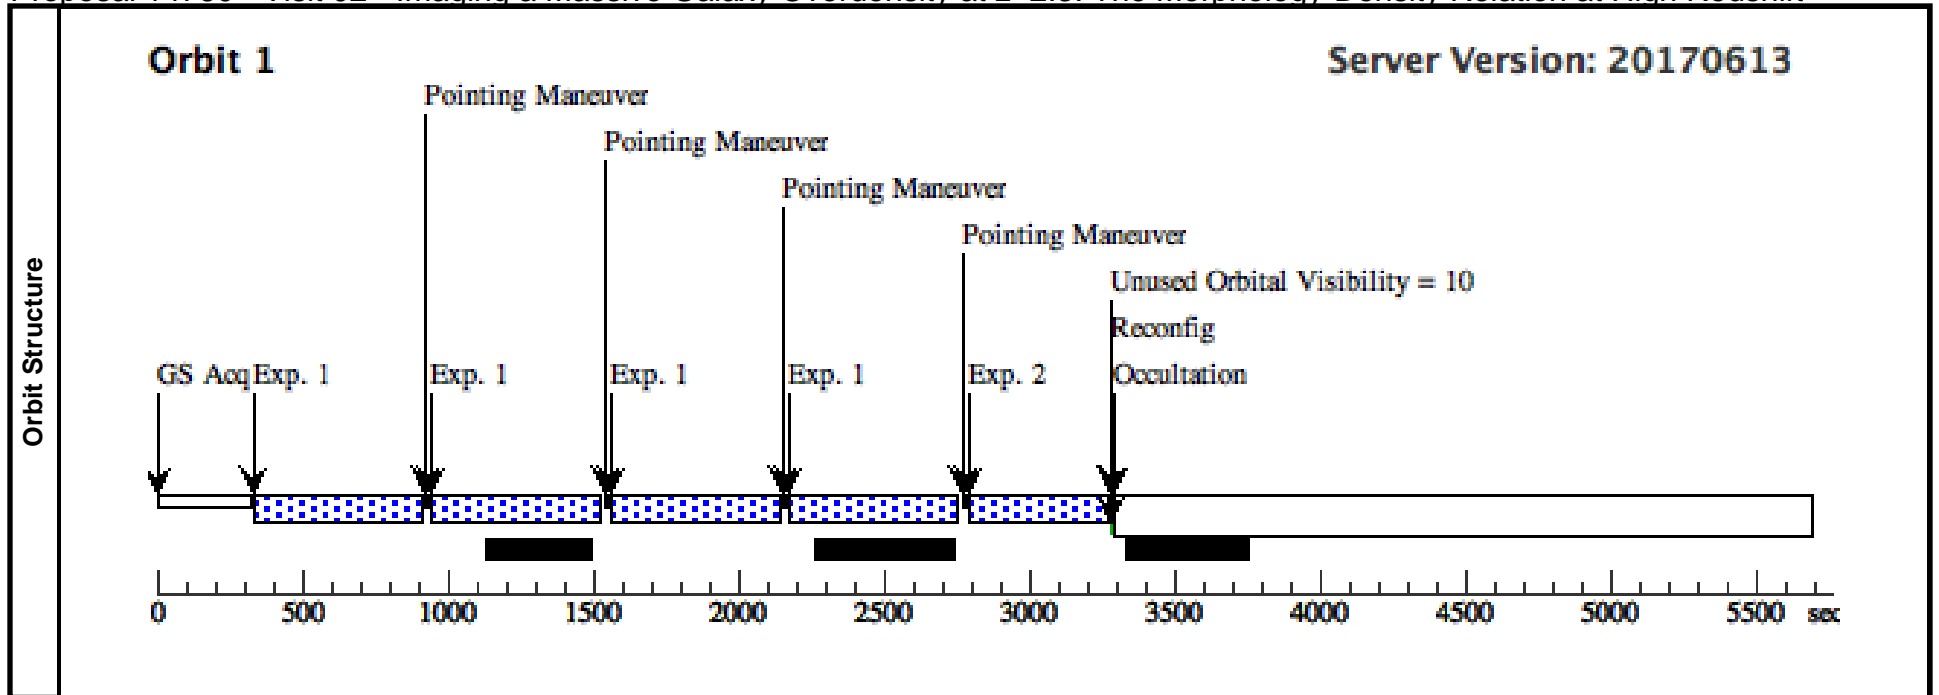 Orbit Structure
Orbit 1
Server Version: 20170613
Pointing Maneuver
Pointing Maneuver
Pointing Maneuver
Pointing Maneuver
Unused Orbital Visibility = 10
Reconfig
GS Acq Exp. 1 Exp. 1 Exp. 1 Exp. 1 Exp. 2 Occultation
0 500 1000 1500 2000 2500 3000 3500 4000 4500 5000 5500 sec